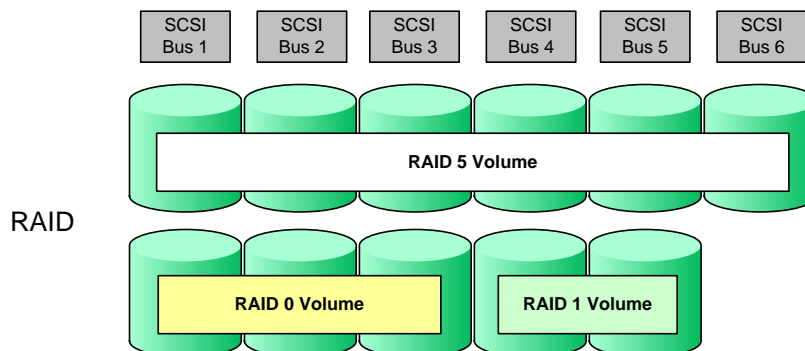 SCSI
Bus 1
SCSI
Bus 2
SCSI
Bus 3
SCSI
Bus 4
SCSI
Bus 5
SCSI
Bus 6
RAID 5 Volume
RAID
RAID 0 Volume
RAID 1 Volume